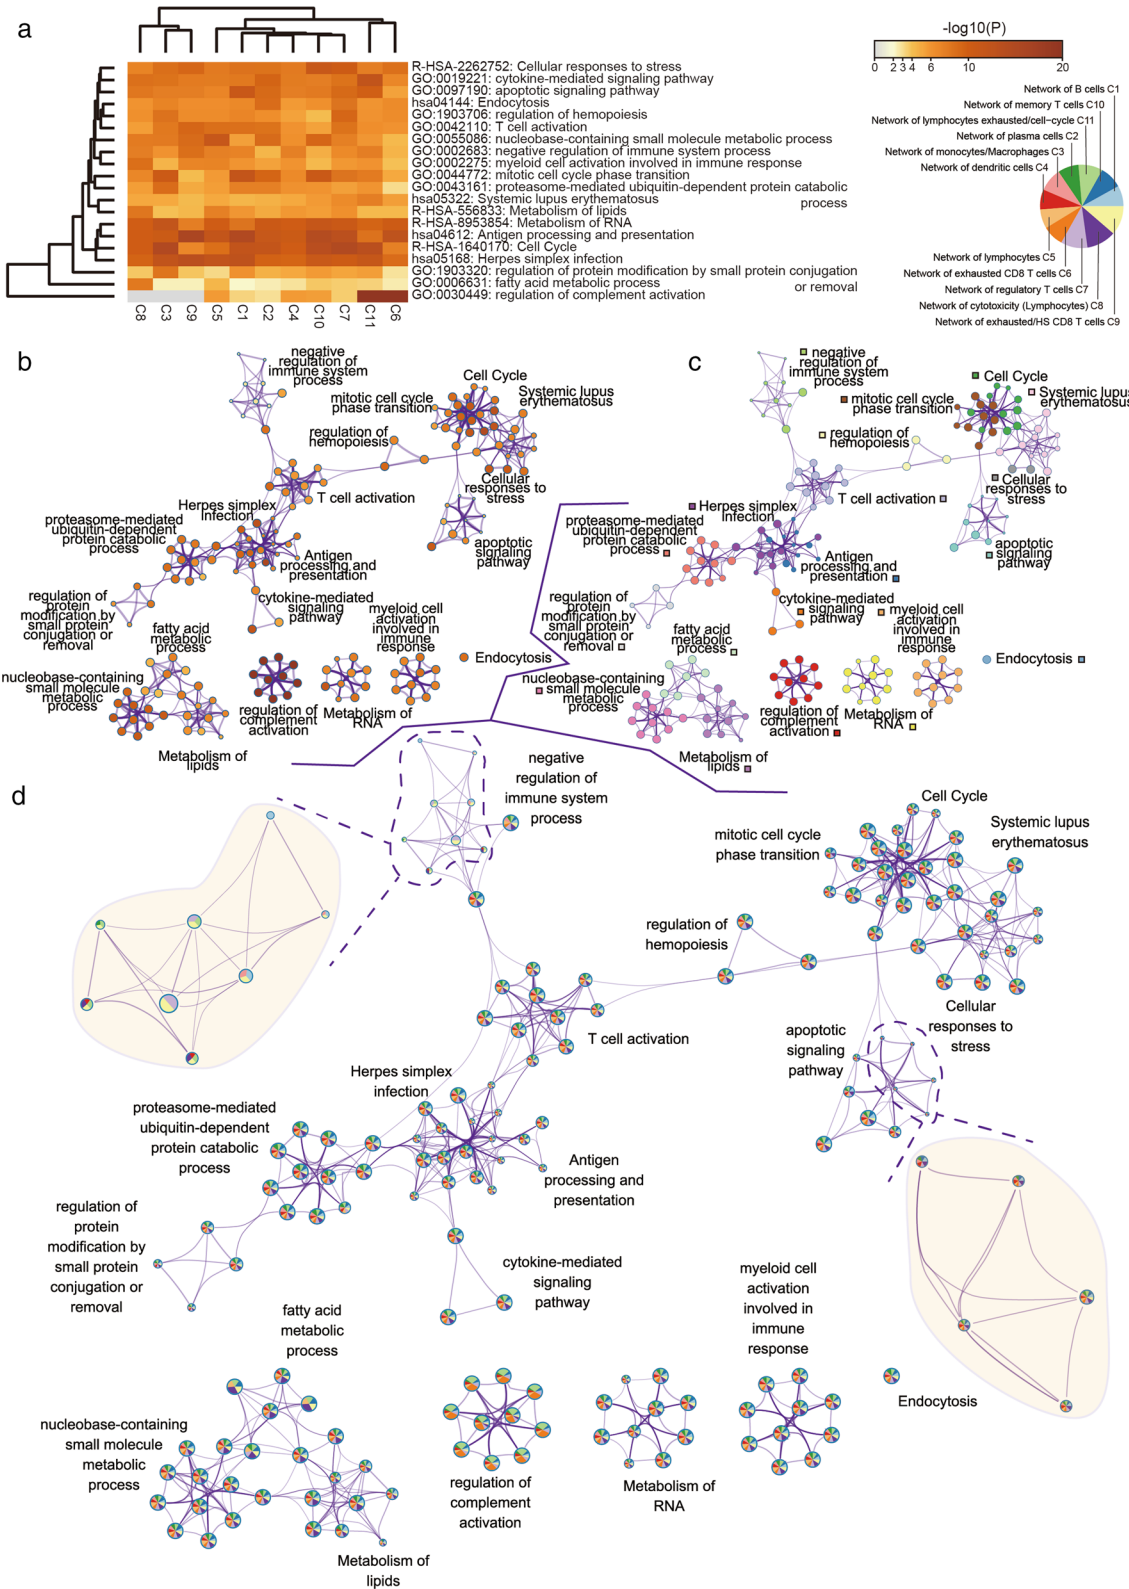 a
R-HSA-2262752: Cellular responses to stress
GO:0019221: cytokine-mediated signaling pathway
GO:0097190: apoptotic signaling pathway
hsa04144: Endocytosis
GO:1903706: regulation of hemopoiesis
GO:0042110: T cell activation
GO:0055086: nucleobase-containing small molecule metabolic process
GO:0002683: negative regulation of immune system process
GO:0002275: myeloid cell activation involved in immune response
GO:0044772: mitotic cell cycle phase transition
GO:0043161: proteasome-mediated ubiquitin-dependent protein catabolic
process
hsa05322: Systemic lupus erythematosus
R-HSA-556833: Metabolism of lipids
R-HSA-8953854: Metabolism of RNA
hsa04612: Antigen processing and presentation
R-HSA-1640170: Cell Cycle
hsa05168: Herpes simplex infection
GO:1903320: regulation of protein modification by small protein conjugation
or removal
GO:0006631: fatty acid metabolic process
GO:0030449: regulation of complement activation
C8 C3 C9 C5 C1 C2 C4 C10 C7 C11 C6
-log10(P)
0 2 3 4 6 10 20
Network of B cells C1
Network of memory T cells C10
Network of lymphocytes exhausted/cell-cycle C11
Network of plasma cells C2
Network of monocytes/Macrophages C3
Network of dendritic cells C4
Network of lymphocytes C5
Network of exhausted CD8 T cells C6
Network of regulatory T cells C7
Network of cytotoxicity (Lymphocytes) C8
Network of exhausted/HS CD8 T cells C9
b
negative
regulation of
immune system
process
Cell Cycle
mitotic cell cycle
phase transition
Systemic lupus
erythematosus
regulation of
hemopoiesis
T cell activation
Cellular
responses to
stress
Herpes simplex
infection
proteasome-mediated
ubiquitin-dependent
protein catabolic
process
Antigen
processing and
presentation
apoptotic
signaling
pathway
regulation of
protein
modification by
small protein
conjugation or
removal
cytokine-mediated
signaling
pathway
fatty acid
metabolic
process
myeloid cell
activation
involved in
immune
response
Endocytosis
nucleobase-containing
small molecule
metabolic
process
regulation of
complement
activation
Metabolism of
RNA
Metabolism of
lipids
c
negative
regulation of
immune system
process
Cell Cycle
mitotic cell cycle
phase transition
Systemic lupus
erythematosus
regulation of
hemopoiesis
T cell activation
Cellular
responses to
stress
Herpes simplex
infection
proteasome-mediated
ubiquitin-dependent
protein catabolic
process
Antigen
processing and
presentation
apoptotic
signaling
pathway
regulation of
protein
modification by
small protein
conjugation or
removal
cytokine-mediated
signaling
pathway
fatty acid
metabolic
process
myeloid cell
activation
involved in
immune
response
Endocytosis
nucleobase-containing
small molecule
metabolic
process
regulation of
complement
activation
Metabolism of
RNA
Metabolism of
lipids
d
negative
regulation of
immune system
process
Cell Cycle
mitotic cell cycle
phase transition
Systemic lupus
erythematosus
regulation of
hemopoiesis
T cell activation
Cellular
responses to
stress
apoptotic
signaling
pathway
Herpes simplex
infection
proteasome-mediated
ubiquitin-dependent
protein catabolic
process
Antigen
processing and
presentation
regulation of
protein
modification by
small protein
conjugation or
removal
cytokine-mediated
signaling
pathway
myeloid cell
activation
involved in
immune
response
fatty acid
metabolic
process
Endocytosis
nucleobase-containing
small molecule
metabolic
process
regulation of
complement
activation
Metabolism of
RNA
Metabolism of
lipids